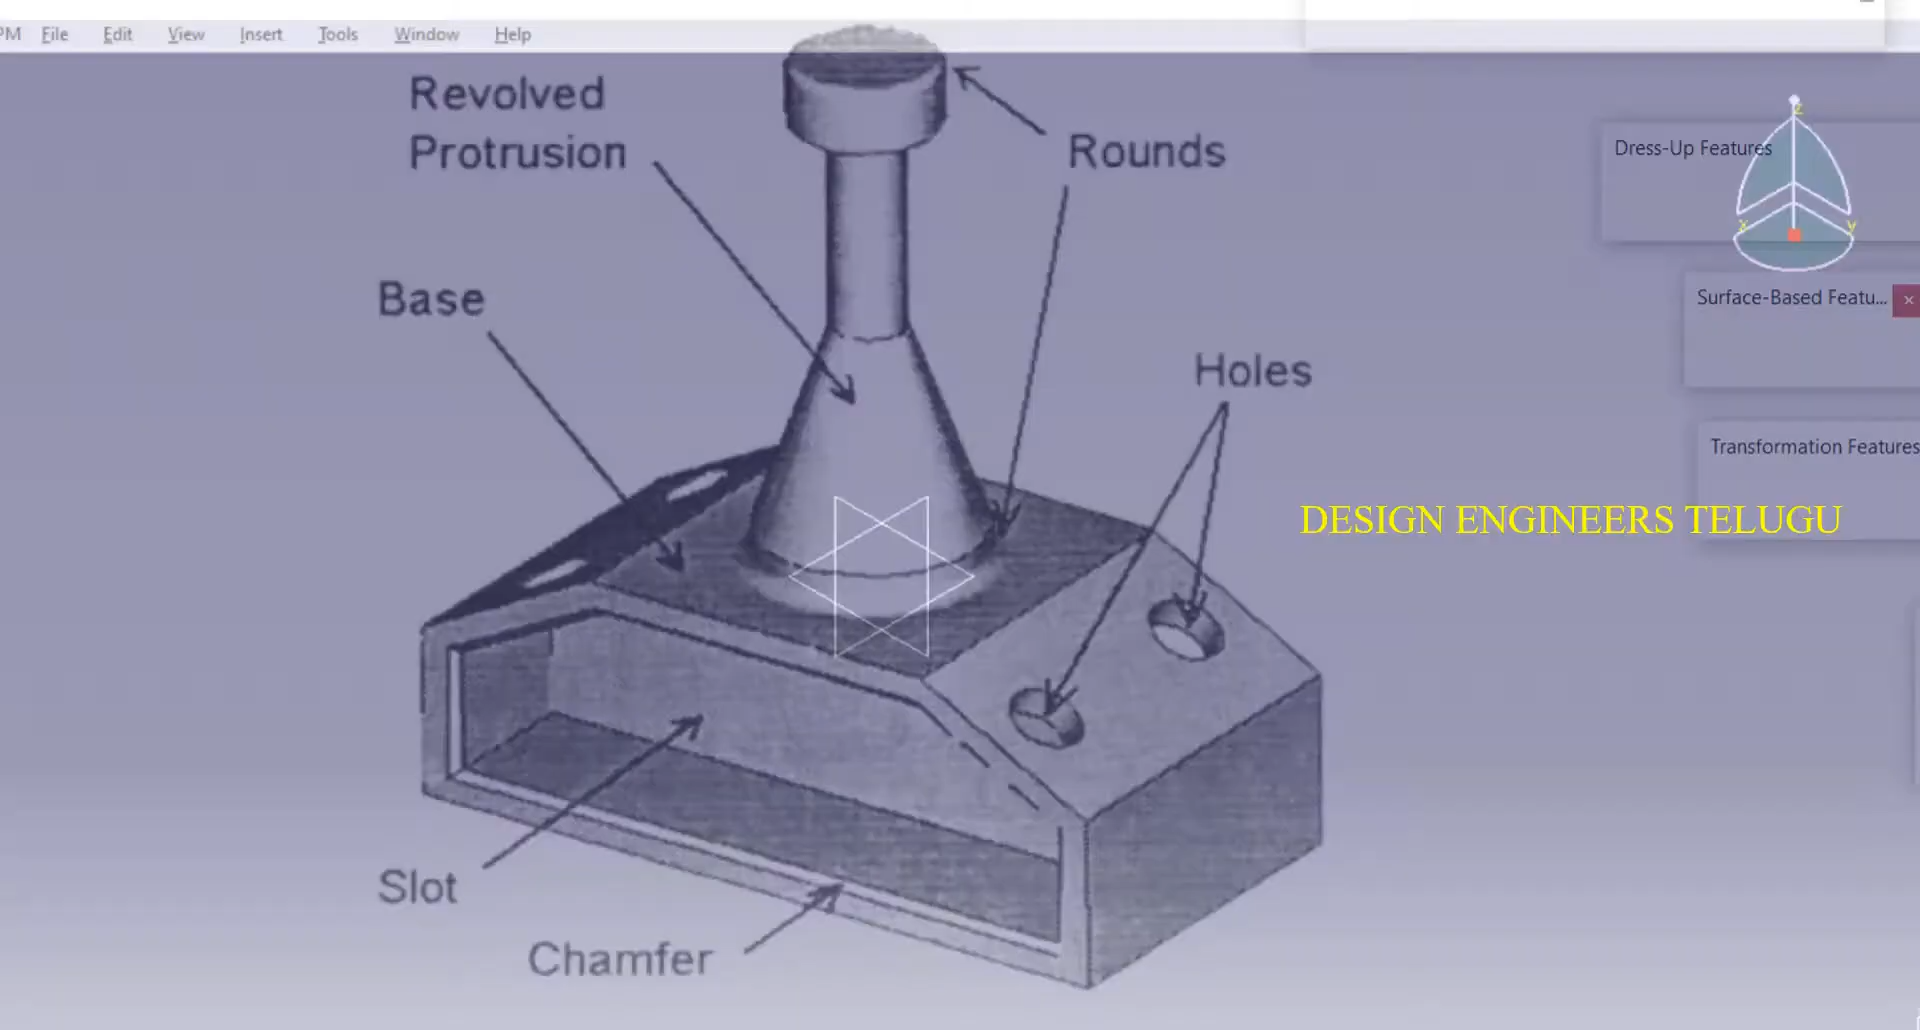 PM File Edit View Insert Tools Window Help
Revolved
Protrusion
Rounds
Dress-Up Features
z
x
y
Base
Surface-Based Featu...
Holes
Transformation Features
DESIGN ENGINEERS TELUGU
Slot
Chamfer